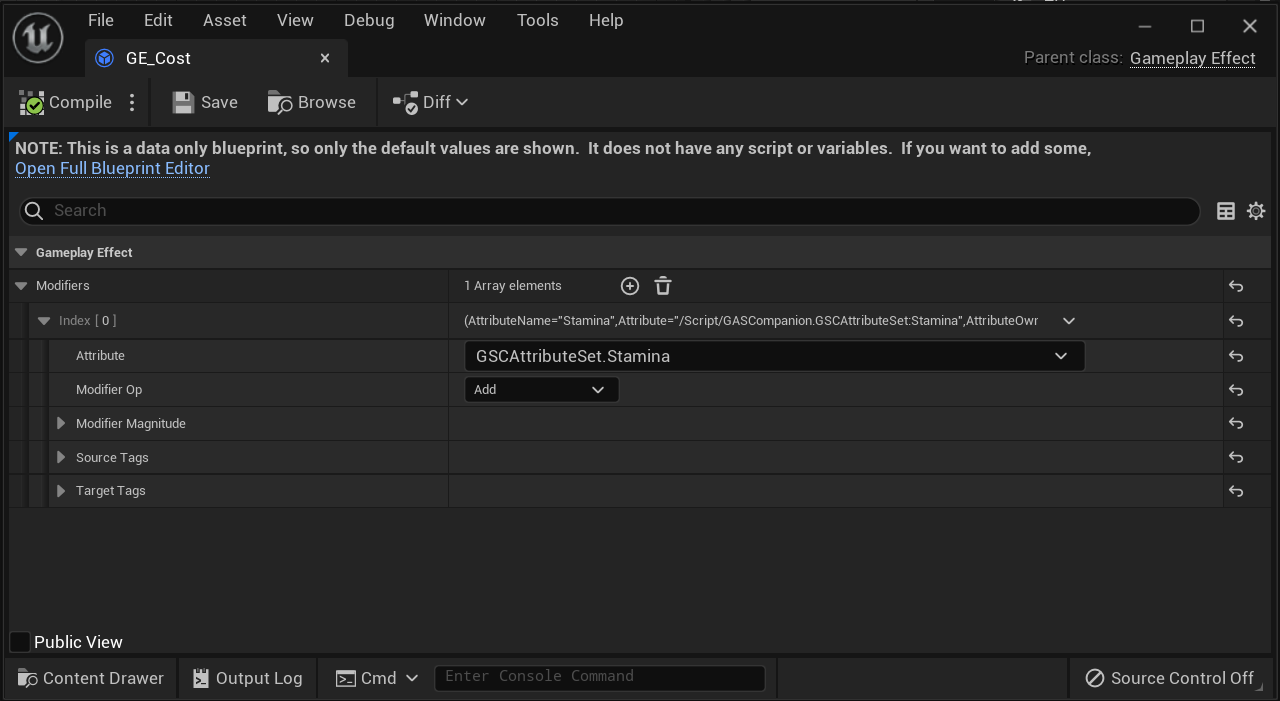 File Edit Asset View Debug Window Tools Help
GE_Cost
Parent class: Gameplay Effect
Compile Save Browse Diff
NOTE: This is a data only blueprint, so only the default values are shown.  It does not have any script or variables.  If you want to add some,
Open Full Blueprint Editor
Search
Gameplay Effect
Modifiers 1 Array elements
Index [ 0 ] (AttributeName="Stamina",Attribute="/Script/GASCompanion.GSCAttributeSet:Stamina",AttributeOwr
Attribute GSCAttributeSet.Stamina
Modifier Op Add
Modifier Magnitude
Source Tags
Target Tags
Public View
Content Drawer Output Log Cmd Enter Console Command Source Control Off